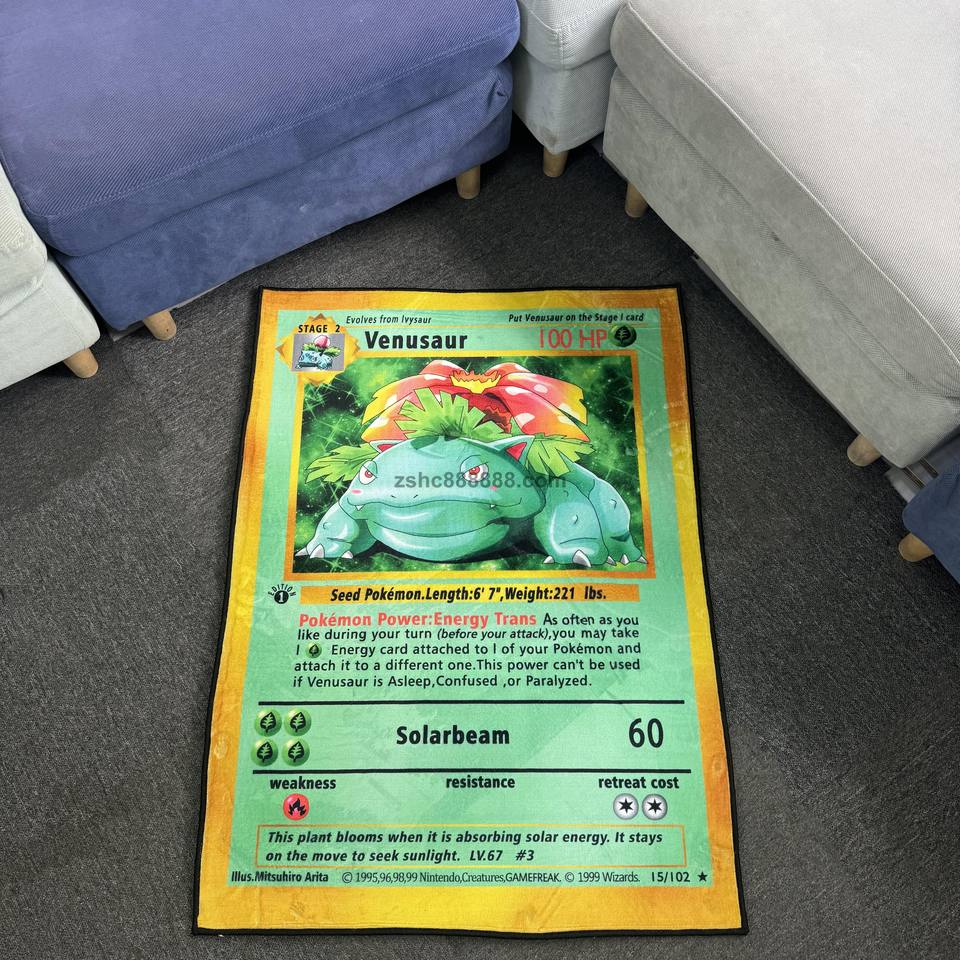 Evolves from Ivysaur Put Venusaur on the Stage 1 card
STAGE 2
Venusaur 100 HP
zshc888888.com
EDITION
1
Seed Pokémon.Length:6' 7",Weight:221 lbs.
Pokémon Power:Energy Trans As often as you
like during your turn (before your attack),you may take
1 Energy card attached to 1 of your Pokémon and
attach it to a different one.This power can't be used
if Venusaur is Asleep,Confused ,or Paralyzed.
Solarbeam 60
weakness resistance retreat cost
This plant blooms when it is absorbing solar energy. It stays
on the move to seek sunlight. LV.67 #3
Illus.Mitsuhiro Arita © 1995,96,98,99 Nintendo,Creatures,GAMEFREAK. © 1999 Wizards. 15/102 ★